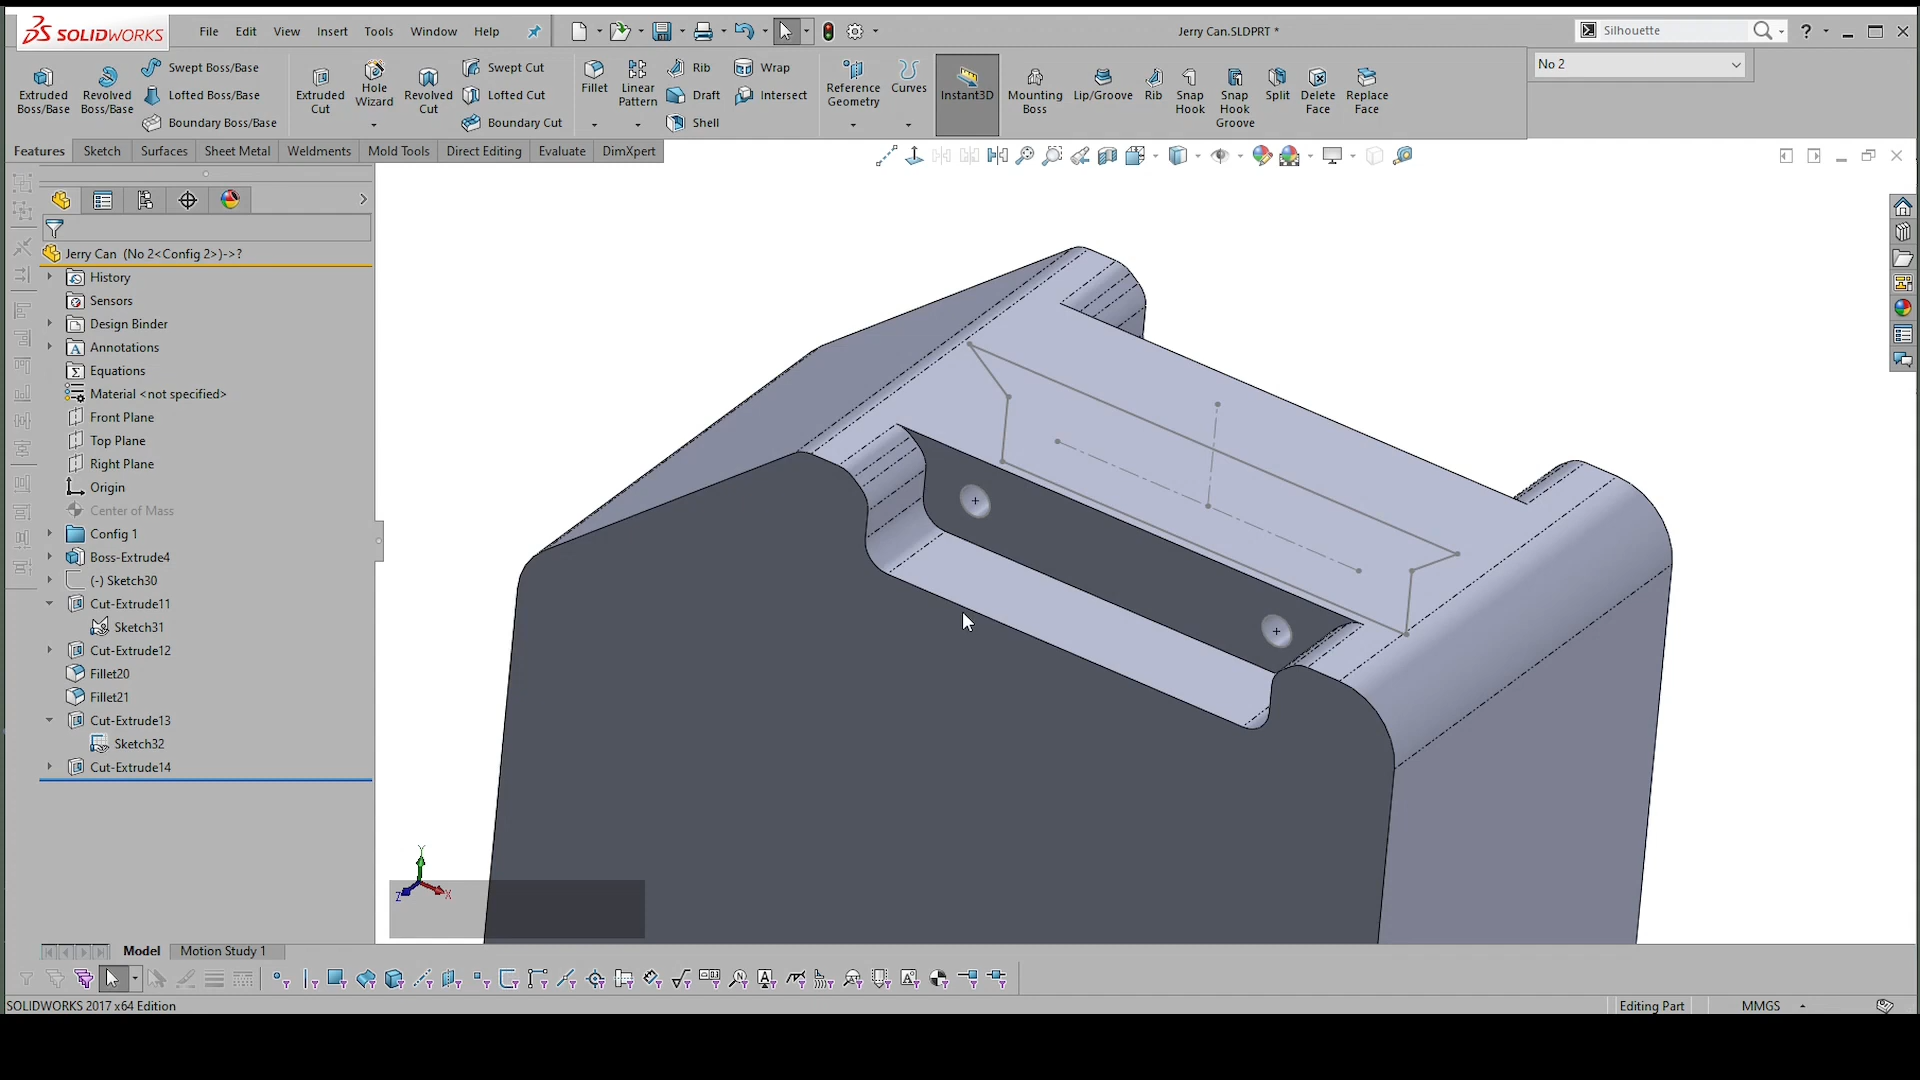 SOLIDWORKS File Edit View Insert Tools Window Help Jerry Can.SLDPRT * Silhouette ?
No 2
Extruded Boss/Base
Revolved Boss/Base
Swept Boss/Base
Lofted Boss/Base
Boundary Boss/Base
Extruded Cut
Hole Wizard
Revolved Cut
Swept Cut
Lofted Cut
Boundary Cut
Fillet
Linear Pattern
Rib
Draft
Shell
Wrap
Intersect
Reference Geometry
Curves
Instant3D
Mounting Boss
Lip/Groove
Rib
Snap Hook
Snap Hook Groove
Split
Delete Face
Replace Face
Features Sketch Surfaces Sheet Metal Weldments Mold Tools Direct Editing Evaluate DimXpert
Jerry Can (No 2<Config 2>)->?
History
Sensors
Design Binder
Annotations
Equations
Material <not specified>
Front Plane
Top Plane
Right Plane
Origin
Center of Mass
Config 1
Boss-Extrude4
(-) Sketch30
Cut-Extrude11
Sketch31
Cut-Extrude12
Fillet20
Fillet21
Cut-Extrude13
Sketch32
Cut-Extrude14
Y
Z X
Model Motion Study 1
SOLIDWORKS 2017 x64 Edition Editing Part MMGS